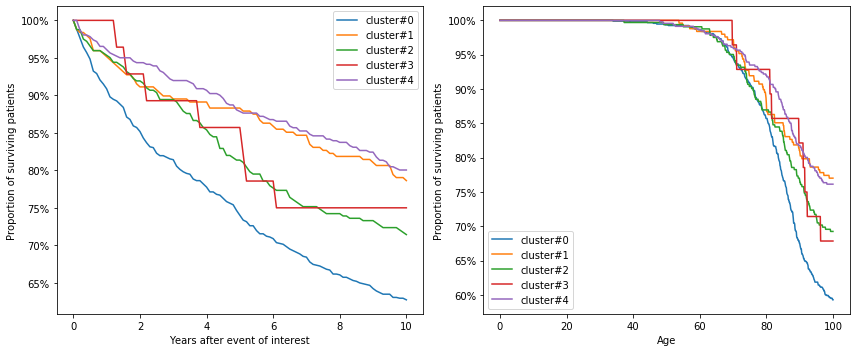 100%
95%
90%
85%
80%
75%
70%
65%
Proportion of surviving patients
0
2
4
6
8
10
Years after event of interest
cluster#0
cluster#1
cluster#2
cluster#3
cluster#4
100%
95%
90%
85%
80%
75%
70%
65%
60%
Proportion of surviving patients
0
20
40
60
80
100
Age
cluster#0
cluster#1
cluster#2
cluster#3
cluster#4